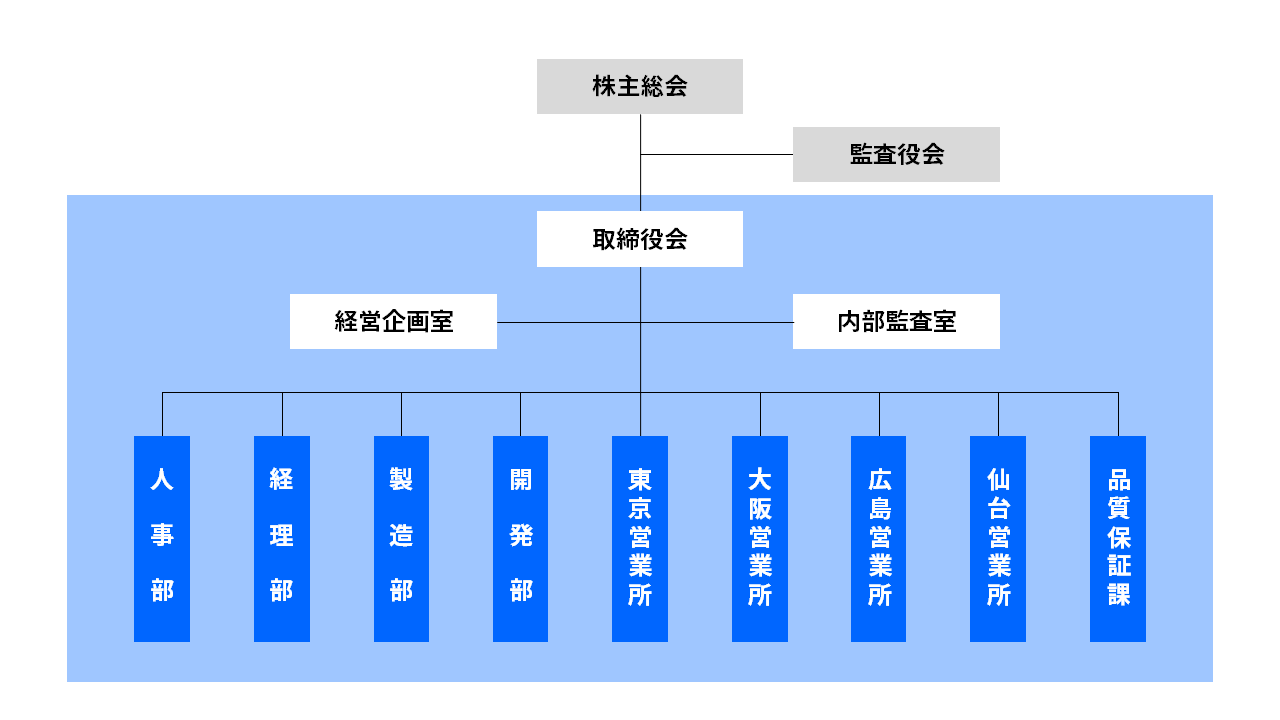 株主総会
監査役会
取締役会
経営企画室
内部監査室
人事部
経理部
製造部
開発部
東京営業所
大阪営業所
広島営業所
仙台営業所
品質保証課